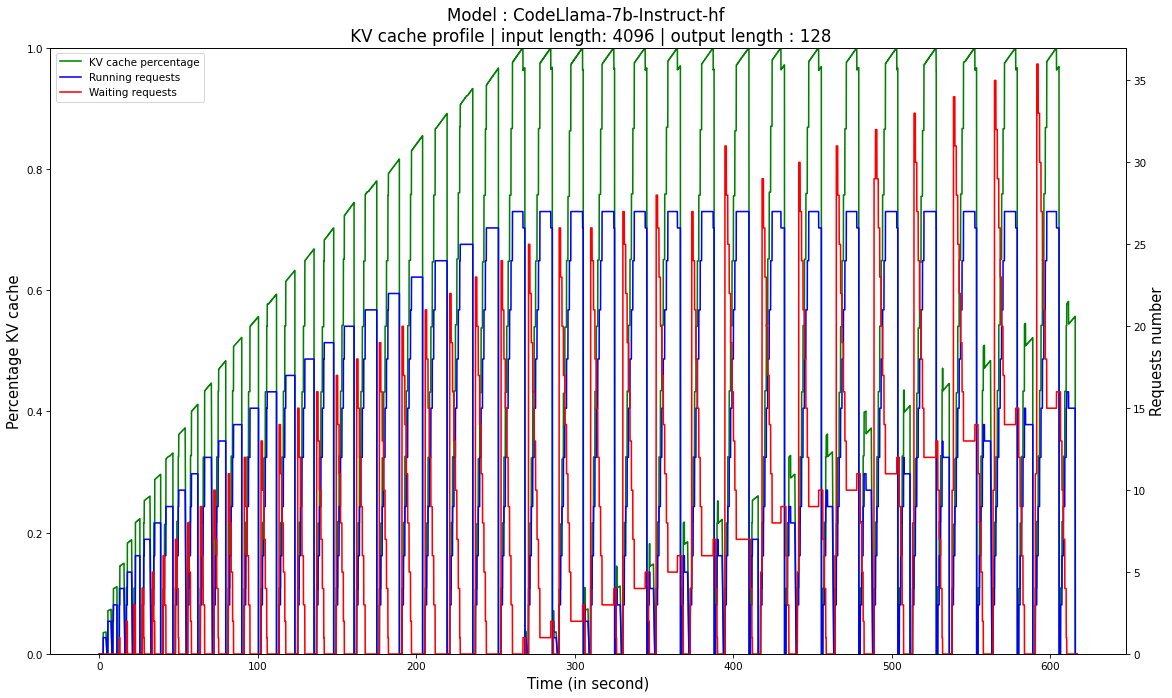 Model : CodeLlama-7b-Instruct-hf
KV cache profile | input length: 4096 | output length : 128
KV cache percentage
Running requests
Waiting requests
1.0
0.8
0.6
0.4
0.2
0.0
Percentage KV cache
35
30
25
20
15
10
5
0
Requests number
0 100 200 300 400 500 600
Time (in second)